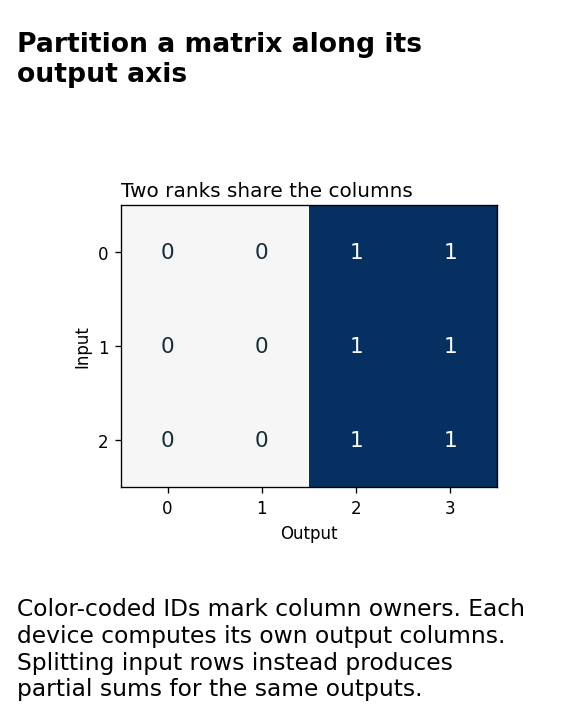 Partition a matrix along its
output axis
Two ranks share the columns
0 0 0 1 1
1 0 0 1 1
2 0 0 1 1
Input
0 1 2 3
Output
Color-coded IDs mark column owners. Each
device computes its own output columns.
Splitting input rows instead produces
partial sums for the same outputs.